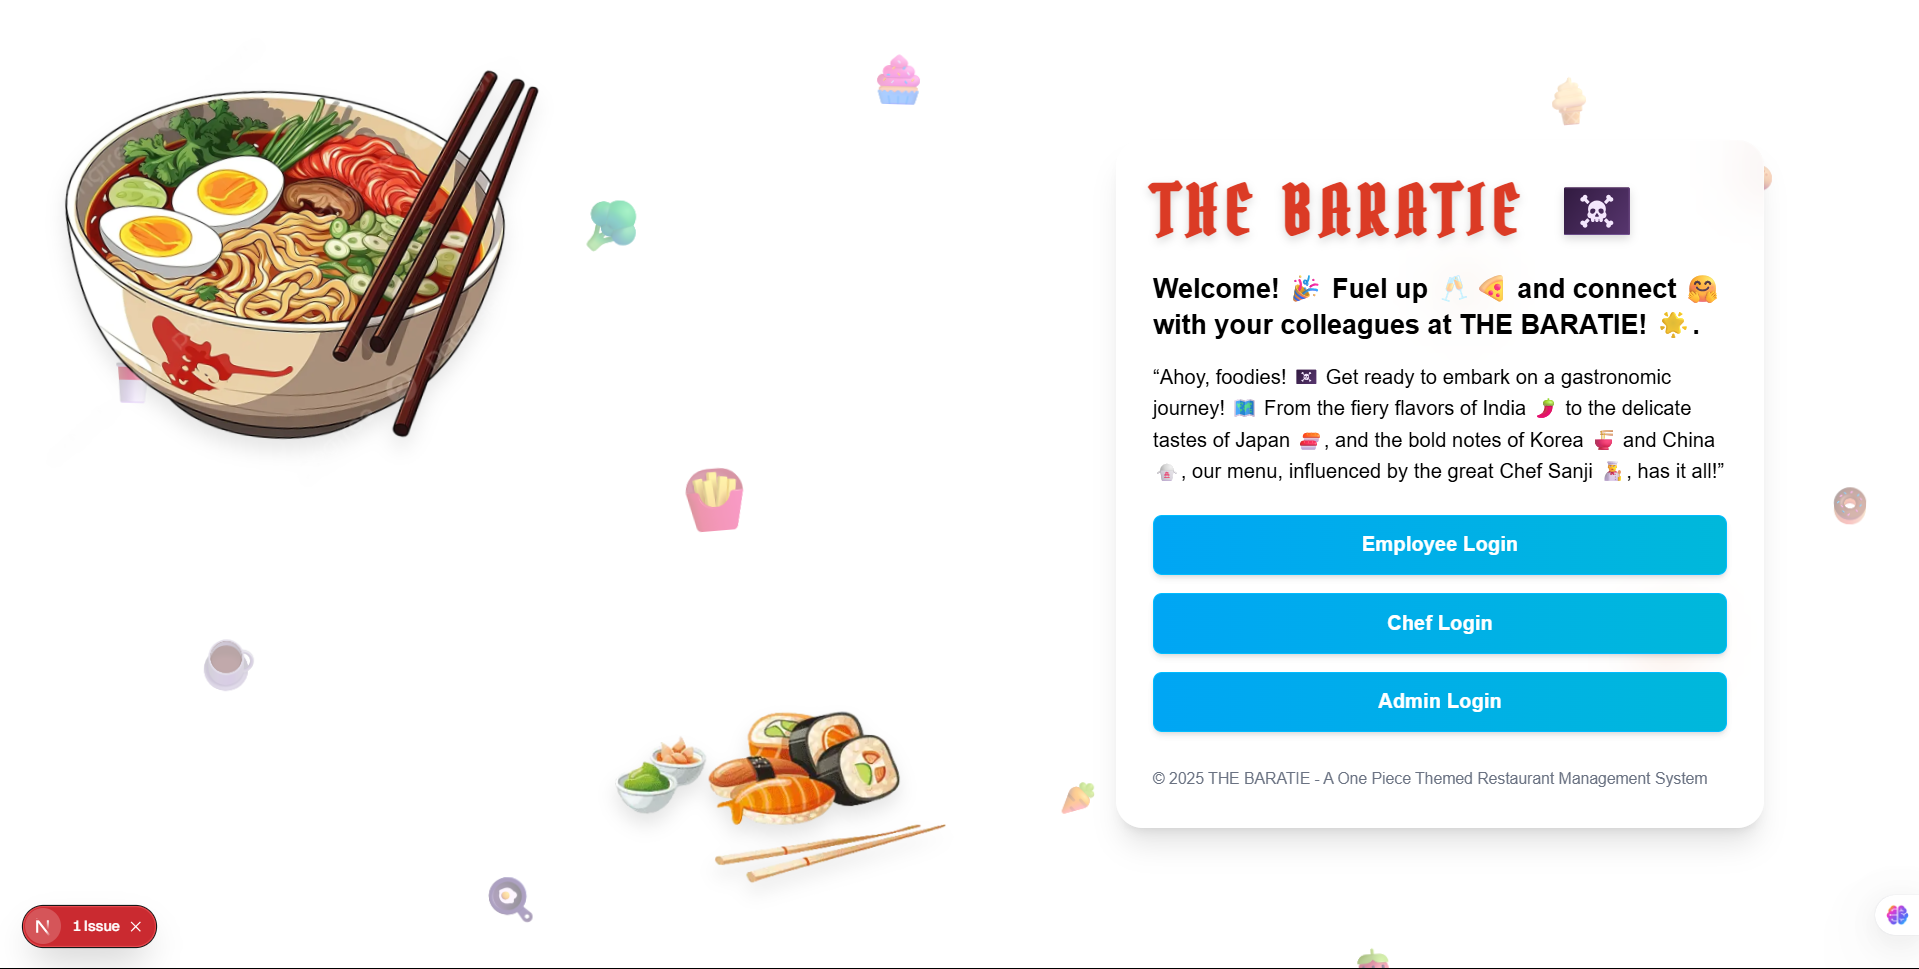 THE BARATIE 🏴‍☠️
Welcome! 🎉 Fuel up 🥂 🍕 and connect 🤗
with your colleagues at THE BARATIE! 🌟.
“Ahoy, foodies! 🏴‍☠️ Get ready to embark on a gastronomic
journey! 🗺️ From the fiery flavors of India 🌶️ to the delicate
tastes of Japan 🍣, and the bold notes of Korea 🍜 and China
🍚, our menu, influenced by the great Chef Sanji 👨‍🍳, has it all!”
Employee Login
Chef Login
Admin Login
© 2025 THE BARATIE - A One Piece Themed Restaurant Management System
N 1 Issue ×